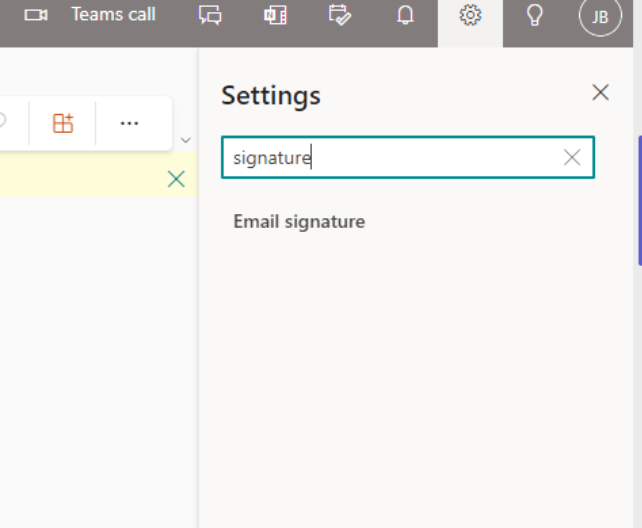 Teams call
JB
Settings
signature
Email signature